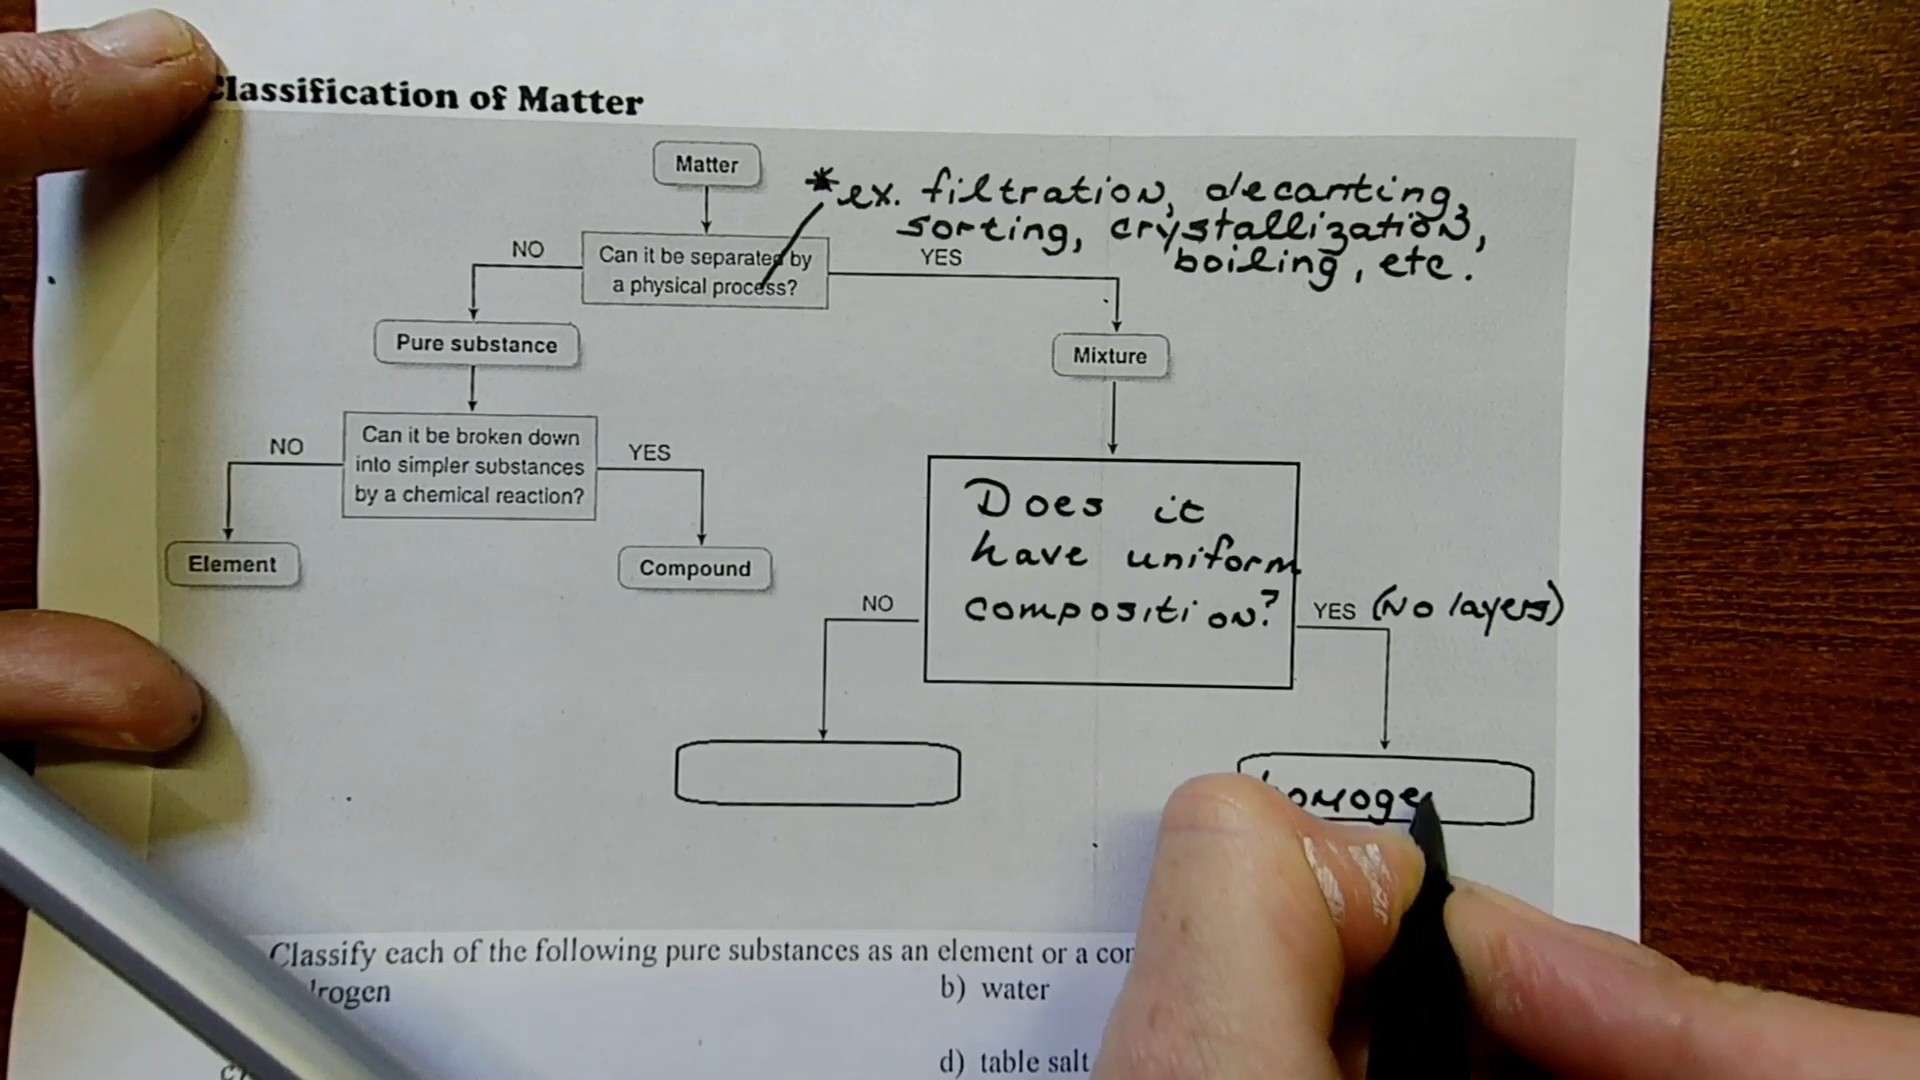 Classification of Matter
Matter
*ex. filtration, decanting,
sorting, crystallization,
boiling, etc.
NO
Can it be separated by
a physical process?
YES
Pure substance
Mixture
NO
Can it be broken down
into simpler substances
by a chemical reaction?
YES
Element
Compound
Does it
have uniform
composition?
NO
YES (No layers)
homoge
Classify each of the following pure substances as an element or a
b) water
d) table salt